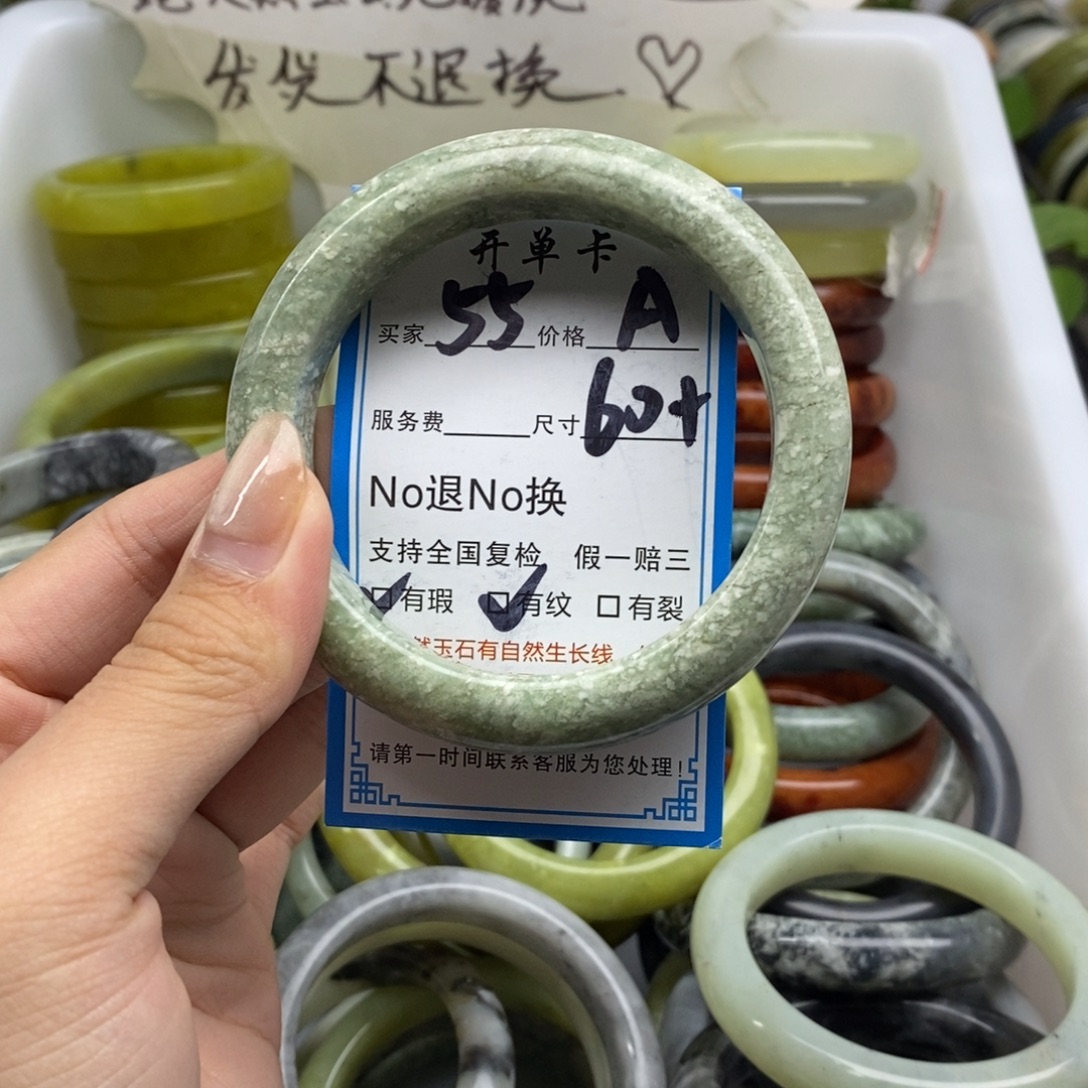 发货不退换
开单卡
买家 55 价格 A
服务费 尺寸 60+
No退No换
支持全国复检 假一赔三
☑有瑕 ☑有纹 □有裂
然玉石有自然生长线
请第一时间联系客服为您处理!